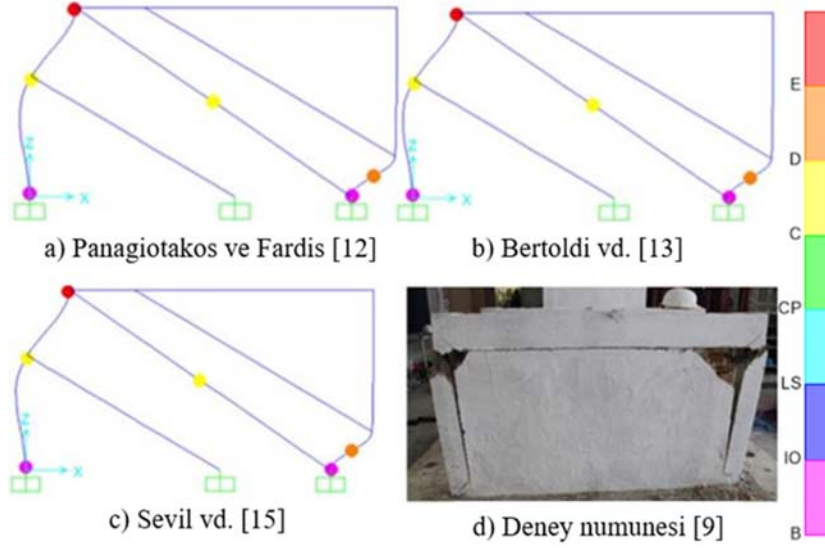 Z
X
a) Panagiotakos ve Fardis [12]
Z
X
b) Bertoldi vd. [13]
Z
X
c) Sevil vd. [15]
d) Deney numunesi [9]
E
D
C
CP
LS
IO
B